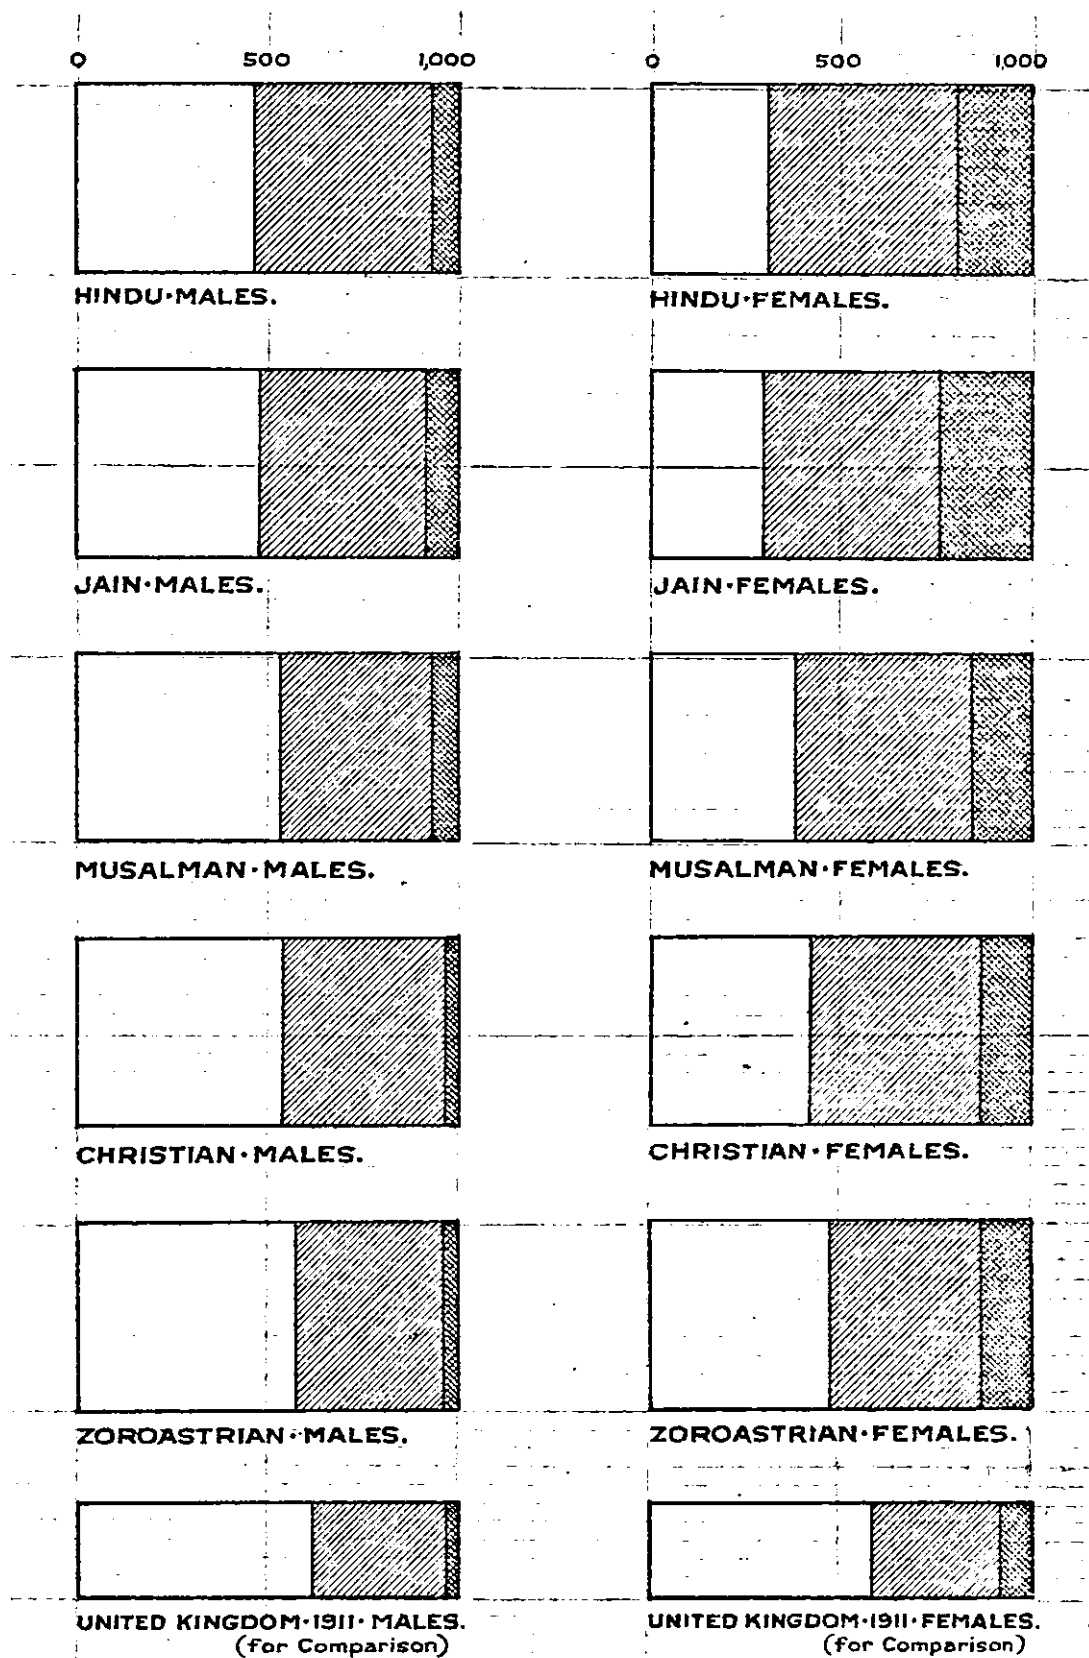 0 500 1,000 0 500 1,000
HINDU·MALES. HINDU·FEMALES.
JAIN·MALES. JAIN·FEMALES.
MUSALMAN·MALES. MUSALMAN·FEMALES.
CHRISTIAN·MALES. CHRISTIAN·FEMALES.
ZOROASTRIAN·MALES. ZOROASTRIAN·FEMALES.
UNITED KINGDOM·1911·MALES. UNITED KINGDOM·1911·FEMALES.
(for Comparison) (for Comparison)